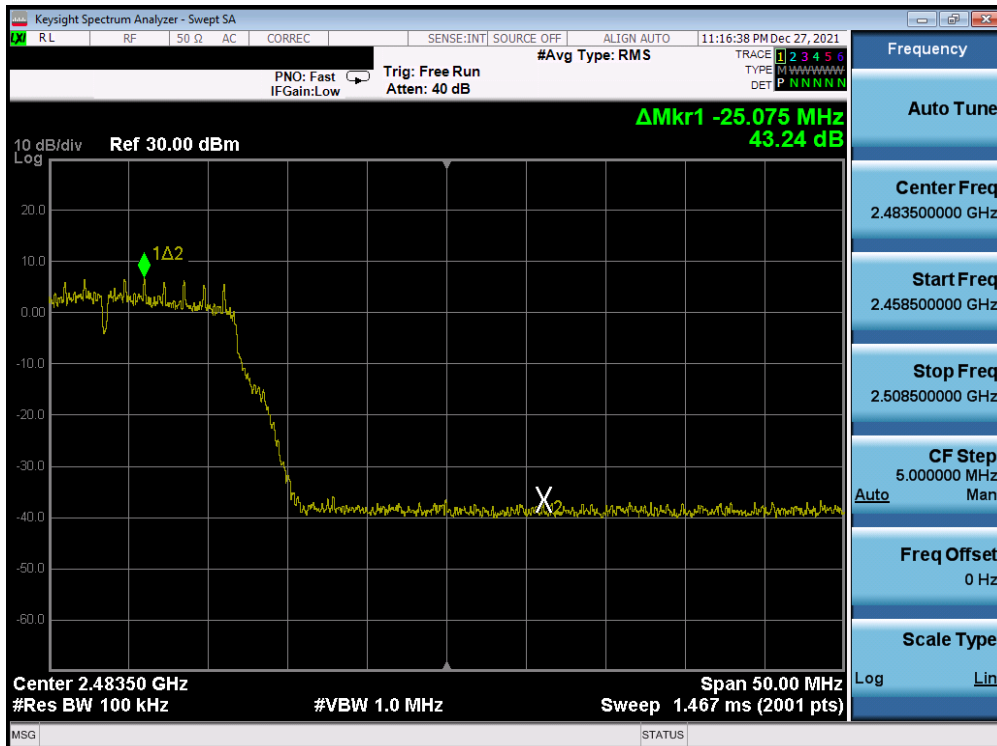 Keysight Spectrum Analyzer - Swept SA
LXI RL RF 50 Ω AC CORREC SENSE:INT SOURCE OFF ALIGN AUTO 11:16:38 PM Dec 27, 2021
#Avg Type: RMS
TRACE 1 2 3 4 5 6
TYPE M WWWWW
DET P N N N N N
PNO: Fast
IFGain:Low
Trig: Free Run
Atten: 40 dB
ΔMkr1 -25.075 MHz
43.24 dB
10 dB/div Ref 30.00 dBm
Log
20.0
10.0
0.00
-10.0
-20.0
-30.0
-40.0
-50.0
-60.0
1Δ2
X2
Center 2.48350 GHz Span 50.00 MHz
#Res BW 100 kHz #VBW 1.0 MHz Sweep 1.467 ms (2001 pts)
MSG STATUS
Frequency
Auto Tune
Center Freq
2.483500000 GHz
Start Freq
2.458500000 GHz
Stop Freq
2.508500000 GHz
CF Step
5.000000 MHz
Auto Man
Freq Offset
0 Hz
Scale Type
Log Lin